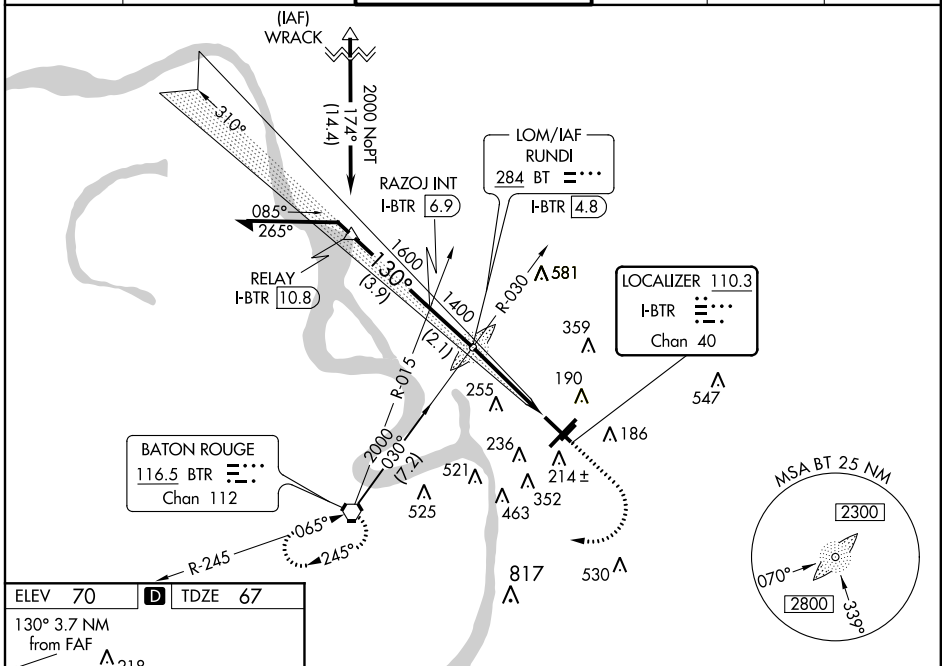 (IAF)
WRACK
2000 NoPT
174°
(14.4)
310°
LOM/IAF
RUNDI
284 BT
I-BTR 4.8
RAZOJ INT
I-BTR 6.9
085°
265°
RELAY
I-BTR 10.8
1600
130°
(3.9)
1400
(2.1)
R-030
581
LOCALIZER 110.3
I-BTR
Chan 40
359
190
547
255
186
R-015
236
214±
521
352
463
525
2000
030°
(7.2)
BATON ROUGE
116.5 BTR
Chan 112
065°
245°
R-245
530
817
MSA BT 25 NM
2300
070°
2800
339°
ELEV 70 D TDZE 67
130° 3.7 NM
from FAF